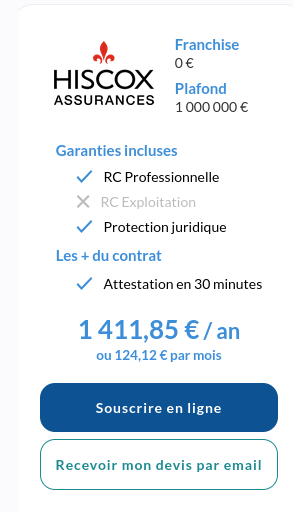 HISCOX
ASSURANCES
Franchise
0 €
Plafond
1 000 000 €
Garanties incluses
RC Professionnelle
RC Exploitation
Protection juridique
Les + du contrat
Attestation en 30 minutes
1 411,85 € / an
ou 124,12 € par mois
Souscrire en ligne
Recevoir mon devis par email